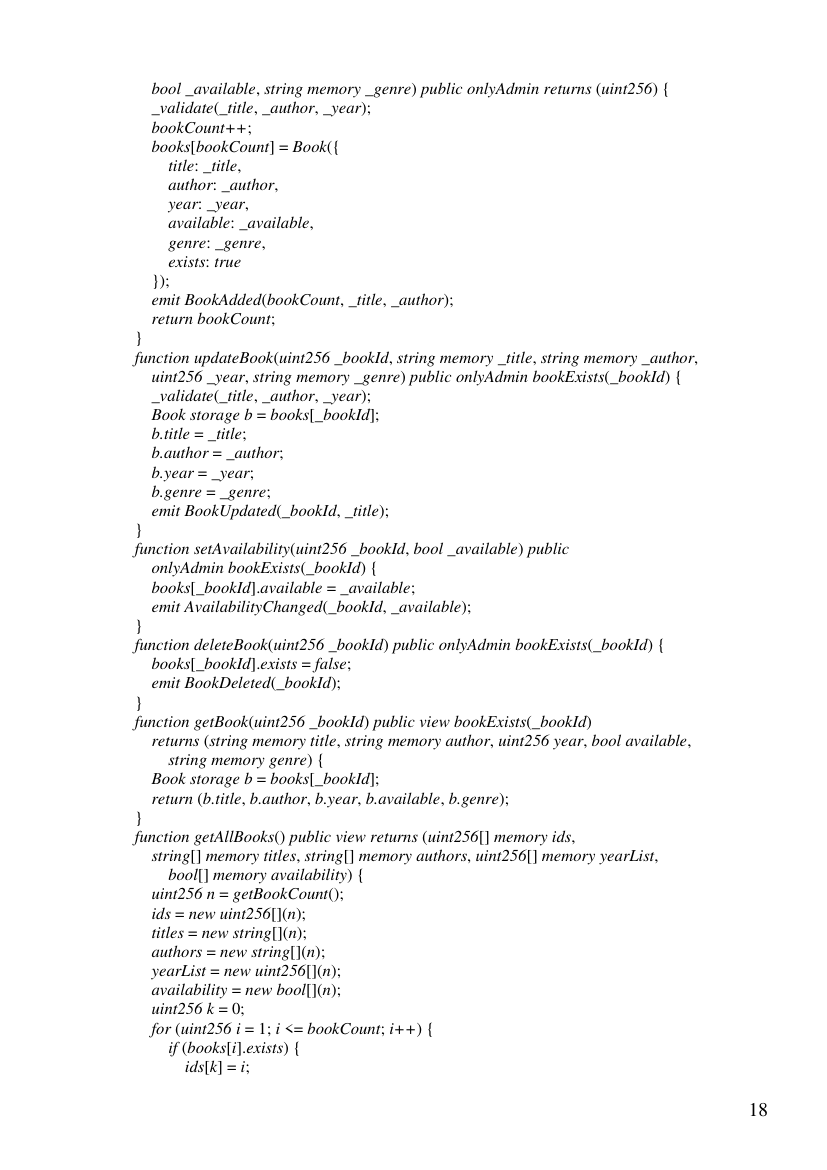 bool _available, string memory _genre) public onlyAdmin returns (uint256) {
_validate(_title, _author, _year);
bookCount++;
books[bookCount] = Book({
title: _title,
author: _author,
year: _year,
available: _available,
genre: _genre,
exists: true
});
emit BookAdded(bookCount, _title, _author);
return bookCount;
}
function updateBook(uint256 _bookId, string memory _title, string memory _author,
uint256 _year, string memory _genre) public onlyAdmin bookExists(_bookId) {
_validate(_title, _author, _year);
Book storage b = books[_bookId];
b.title = _title;
b.author = _author;
b.year = _year;
b.genre = _genre;
emit BookUpdated(_bookId, _title);
}
function setAvailability(uint256 _bookId, bool _available) public
onlyAdmin bookExists(_bookId) {
books[_bookId].available = _available;
emit AvailabilityChanged(_bookId, _available);
}
function deleteBook(uint256 _bookId) public onlyAdmin bookExists(_bookId) {
books[_bookId].exists = false;
emit BookDeleted(_bookId);
}
function getBook(uint256 _bookId) public view bookExists(_bookId)
returns (string memory title, string memory author, uint256 year, bool available,
string memory genre) {
Book storage b = books[_bookId];
return (b.title, b.author, b.year, b.available, b.genre);
}
function getAllBooks() public view returns (uint256[] memory ids,
string[] memory titles, string[] memory authors, uint256[] memory yearList,
bool[] memory availability) {
uint256 n = getBookCount();
ids = new uint256[](n);
titles = new string[](n);
authors = new string[](n);
yearList = new uint256[](n);
availability = new bool[](n);
uint256 k = 0;
for (uint256 i = 1; i <= bookCount; i++) {
if (books[i].exists) {
ids[k] = i;
18